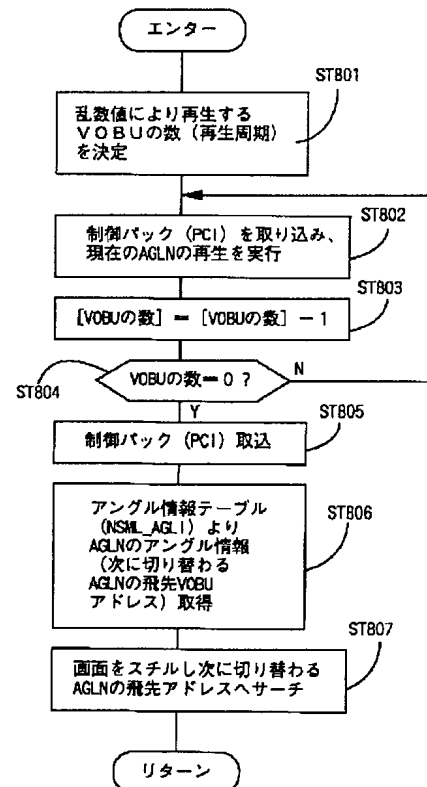 エンター
ST801
乱数値により再生する
VOBUの数（再生周期）
を決定
ST802
制御パック（PCI）を取り込み、
現在のAGLNの再生を実行
ST803
[VOBUの数] ＝ [VOBUの数] －1
ST804
VOBUの数＝0？
N
Y
ST805
制御パック（PCI）取込
ST806
アングル情報テーブル
（NSML_AGLI）より
AGLNのアングル情報
（次に切り替わる
AGLNの飛先VOBU
アドレス）取得
ST807
画面をスチルし次に切り替わる
AGLNの飛先アドレスへサーチ
リターン